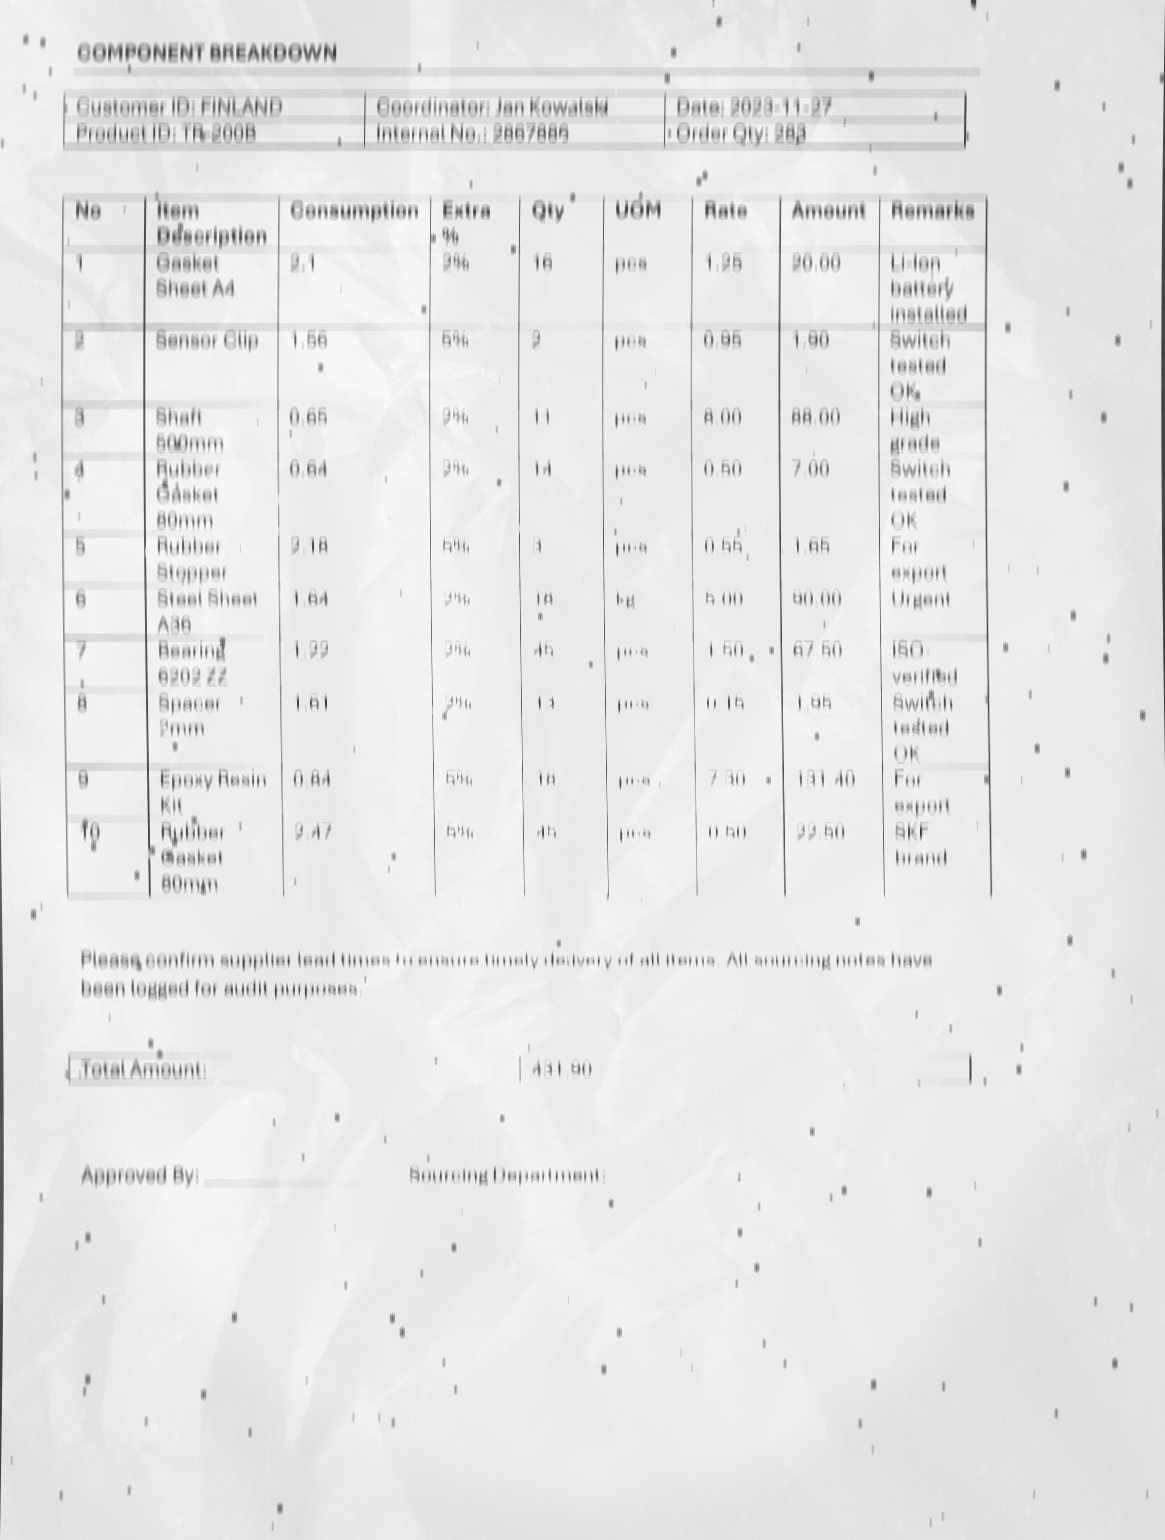 COMPONENT BREAKDOWN
Customer ID: FINLAND Coordinator: Jan Kowalski Date: 2023-11-27
Product ID: TR-200B Internal No.: 2867886 Order Qty: 283
No Item Consumption Extra Qty UOM Rate Amount Remarks
Description %
1 Gasket 2.1 2% 16 pcs 1.25 20.00 Li-Ion
Sheet A4 battery
installed
2 Sensor Clip 1.56 5% 2 pcs 0.95 1.90 Switch
tested
OK
3 Shaft 0.65 2% 11 pcs 8.00 88.00 High
500mm grade
4 Rubber 0.64 2% 14 pcs 0.50 7.00 Switch
Gasket tested
80mm OK
5 Rubber 2.18 5% 3 pcs 0.55 1.65 For
Stopper export
6 Steel Sheet 1.64 2% 18 kg 5.00 90.00 Urgent
A36
7 Bearing 1.22 2% 45 pcs 1.50 67.50 ISO
6202 ZZ verified
8 Spacer 1.61 2% 13 pcs 0.15 1.95 Switch
2mm tested
OK
9 Epoxy Resin 0.84 5% 18 pcs 7.30 131.40 For
Kit export
10 Rubber 2.47 5% 45 pcs 0.50 22.50 SKF
Gasket brand
80mm
Please confirm supplier lead times to ensure timely delivery of all items. All sourcing notes have
been logged for audit purposes.
Total Amount: 431.90
Approved By: Sourcing Department: